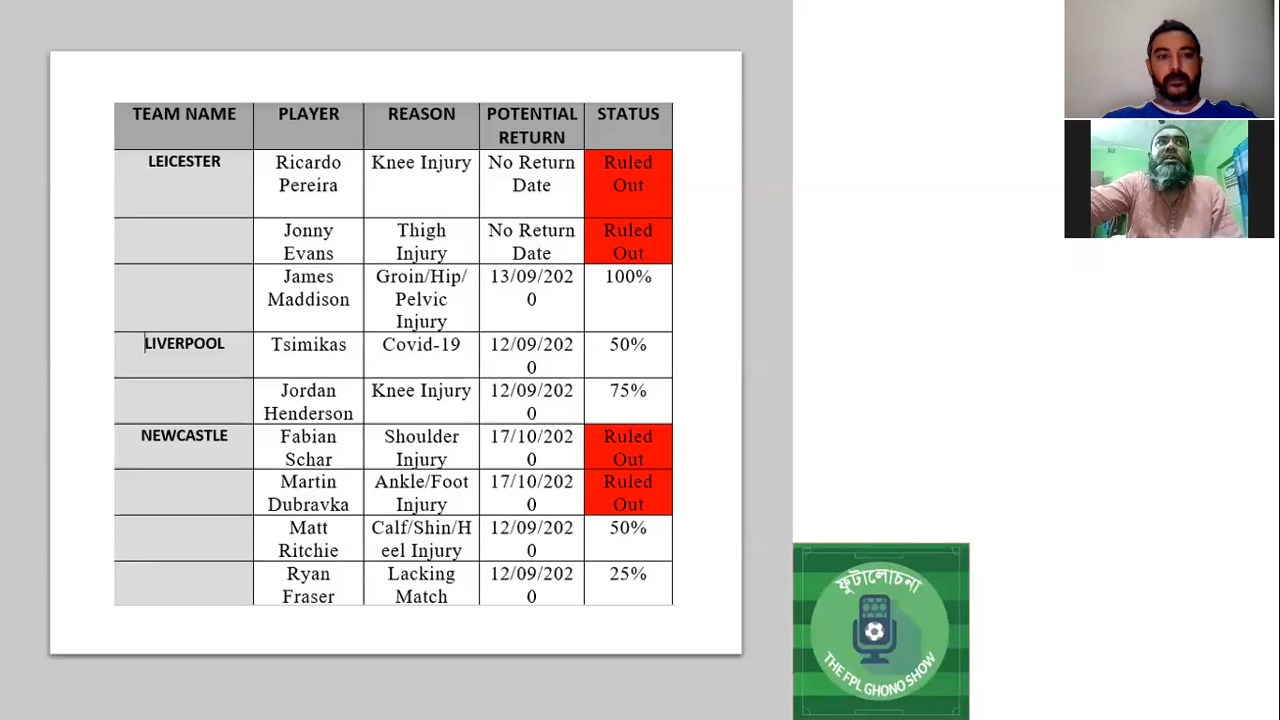 TEAM NAME PLAYER REASON POTENTIAL STATUS
RETURN
LEICESTER Ricardo Knee Injury No Return Ruled
Pereira Date Out
Jonny Thigh No Return Ruled
Evans Injury Date Out
James Groin/Hip/ 13/09/202 100%
Maddison Pelvic 0
Injury
LIVERPOOL Tsimikas Covid-19 12/09/202 50%
0
Jordan Knee Injury 12/09/202 75%
Henderson 0
NEWCASTLE Fabian Shoulder 17/10/202 Ruled
Schar Injury 0 Out
Martin Ankle/Foot 17/10/202 Ruled
Dubravka Injury 0 Out
Matt Calf/Shin/H 12/09/202 50%
Ritchie eel Injury 0
Ryan Lacking 12/09/202 25%
Fraser Match 0
ফুটালোচনা
THE FPL GHONO SHOW